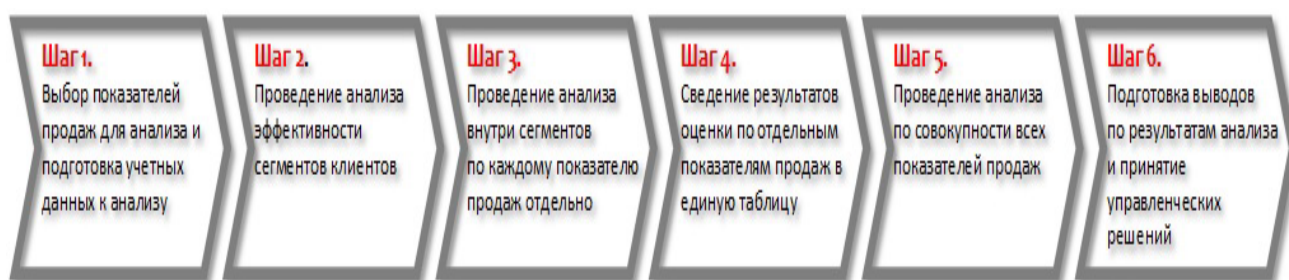 Шаг 1.
Выбор показателей
продаж для анализа и
подготовка учетных
данных к анализу
Шаг 2.
Проведение анализа
эффективности
сегментов клиентов
Шаг 3.
Проведение анализа
внутри сегментов
по каждому показателю
продаж отдельно
Шаг 4.
Сведение результатов
оценки по отдельным
показателям продаж в
единую таблицу
Шаг 5.
Проведение анализа
по совокупности всех
показателей продаж
Шаг 6.
Подготовка выводов
по результатам анализа
и принятие
управленческих
решений